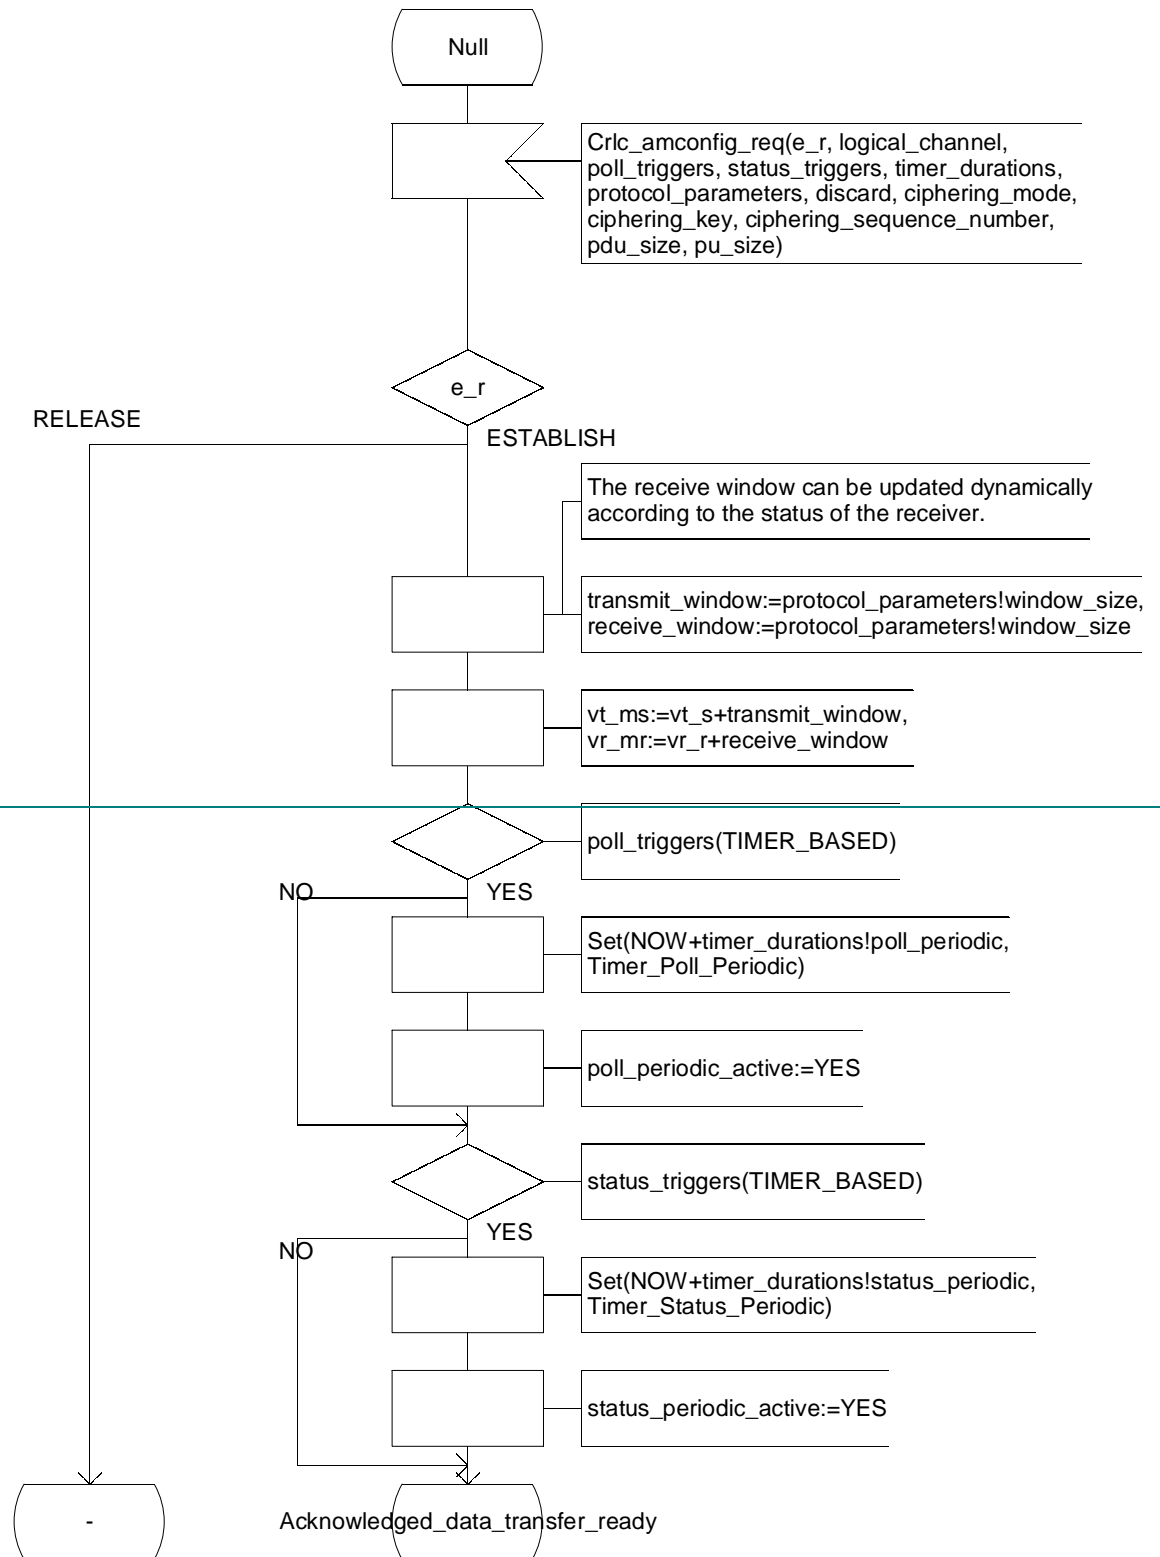 Null
Crlc_amconfig_req(e_r, logical_channel,
poll_triggers, status_triggers, timer_durations,
protocol_parameters, discard, ciphering_mode,
ciphering_key, ciphering_sequence_number,
pdu_size, pu_size)
e_r
RELEASE
ESTABLISH
The receive window can be updated dynamically
according to the status of the receiver.
transmit_window:=protocol_parameters!window_size,
receive_window:=protocol_parameters!window_size
vt_ms:=vt_s+transmit_window,
vr_mr:=vr_r+receive_window
poll_triggers(TIMER_BASED)
NO
YES
Set(NOW+timer_durations!poll_periodic,
Timer_Poll_Periodic)
poll_periodic_active:=YES
status_triggers(TIMER_BASED)
YES
NO
Set(NOW+timer_durations!status_periodic,
Timer_Status_Periodic)
status_periodic_active:=YES
-
Acknowledged_data_transfer_ready